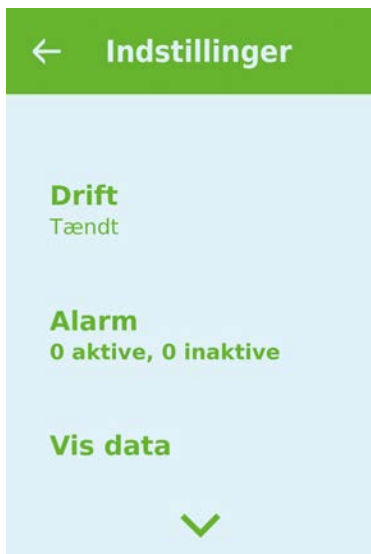 Indstillinger
Drift
Tændt
Alarm
0 aktive, 0 inaktive
Vis data